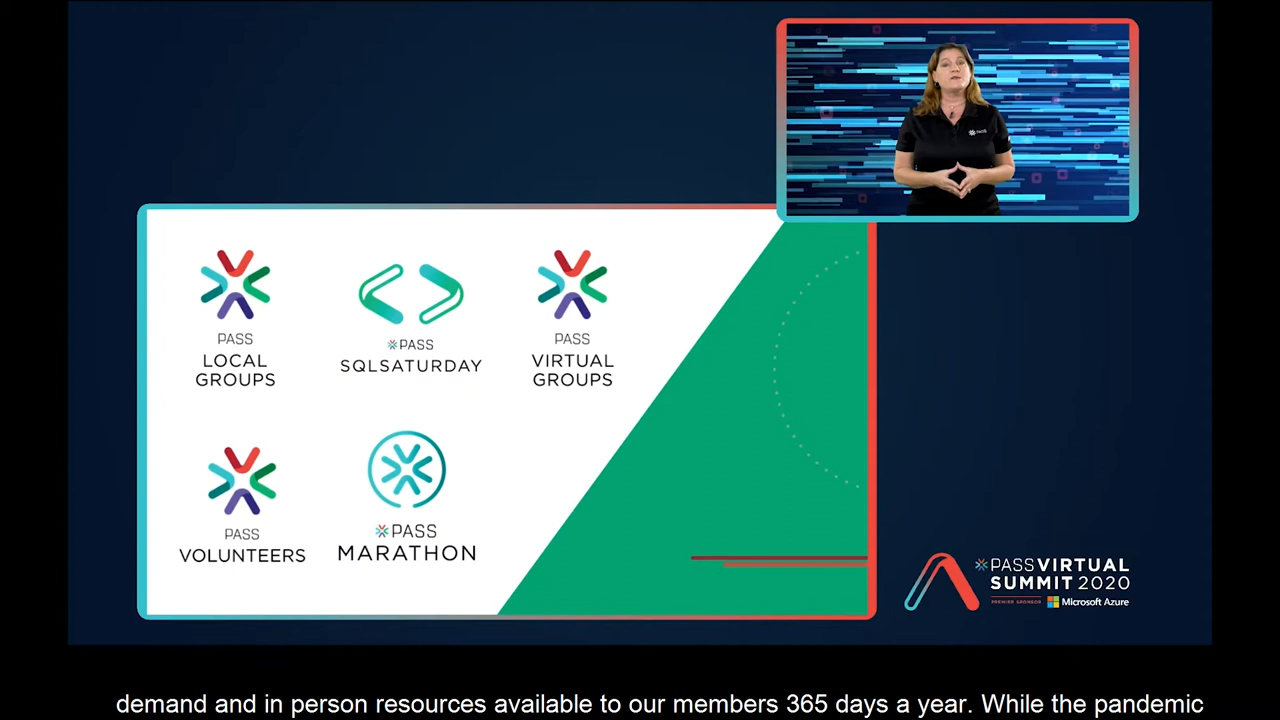 PASS
LOCAL
GROUPS
PASS
SQLSATURDAY
PASS
VIRTUAL
GROUPS
PASS
VOLUNTEERS
PASS
MARATHON
PASS VIRTUAL
SUMMIT 2020
PREMIER SPONSOR
Microsoft Azure
demand and in person resources available to our members 365 days a year. While the pandemic